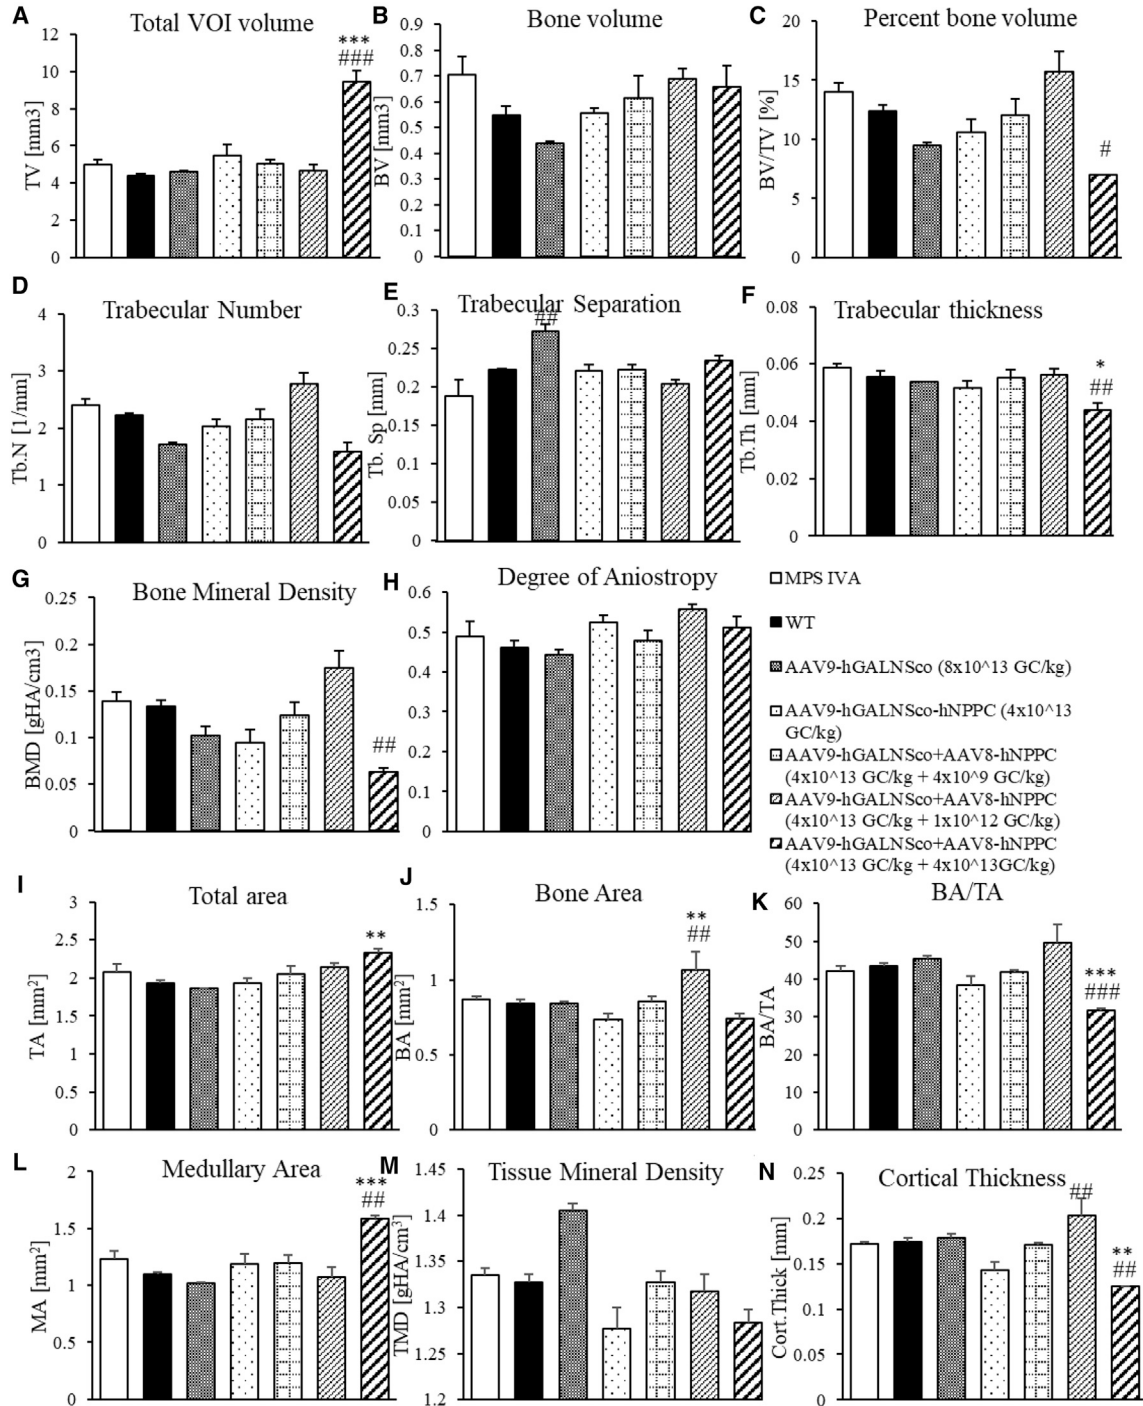 A
Total VOI volume
TV [mm3]
12
10
8
6
4
2
0
***
###
B
Bone volume
BV [mm3]
0.9
0.8
0.7
0.6
0.5
0.4
0.3
0.2
0.1
0
C
Percent bone volume
BV/TV [%]
20
15
10
5
0
#
D
Trabecular Number
Tb.N [1/mm]
4
3
2
1
0
E
Trabecular Separation
Tb. Sp [mm]
0.3
0.25
0.2
0.15
0.1
0.05
0
##
F
Trabecular thickness
Tb.Th [mm]
0.08
0.06
0.04
0.02
0
*
##
G
Bone Mineral Density
BMD [gHA/cm3]
0.25
0.2
0.15
0.1
0.05
0
##
H
Degree of Aniostropy
0.6
0.5
0.4
0.3
0.2
0.1
0
MPS IVA
WT
AAV9-hGALNSco (8x10^13 GC/kg)
AAV9-hGALNSco-hNPPC (4x10^13
GC/kg)
AAV9-hGALNSco+AAV8-hNPPC
(4x10^13 GC/kg + 4x10^9 GC/kg)
AAV9-hGALNSco+AAV8-hNPPC
(4x10^13 GC/kg + 1x10^12 GC/kg)
AAV9-hGALNSco+AAV8-hNPPC
(4x10^13 GC/kg + 4x10^13GC/kg)
I
Total area
TA [mm²]
3
2.5
2
1.5
1
0.5
0
**
J
Bone Area
BA [mm²]
1.5
1
0.5
0
**
##
K
BA/TA
BA/TA
60
50
40
30
20
10
0
***
###
L
Medullary Area
MA [mm²]
2
1.5
1
0.5
0
***
##
M
Tissue Mineral Density
TMD [gHA/cm³]
1.45
1.4
1.35
1.3
1.25
1.2
N
Cortical Thickness
Cort.Thick [mm]
0.25
0.2
0.15
0.1
0.05
0
##
**
##